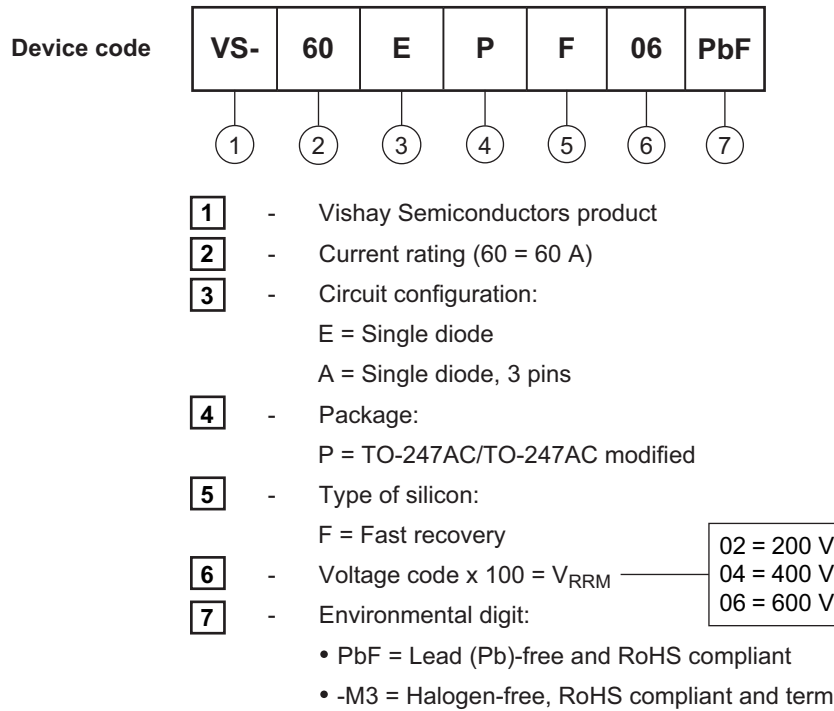 Device code
VS- 60 E P F 06 PbF
1 2 3 4 5 6 7
1 - Vishay Semiconductors product
2 - Current rating (60 = 60 A)
3 - Circuit configuration:
E = Single diode
A = Single diode, 3 pins
4 - Package:
P = TO-247AC/TO-247AC modified
5 - Type of silicon:
F = Fast recovery
6 - Voltage code x 100 = VRRM
02 = 200 V
04 = 400 V
06 = 600 V
7 - Environmental digit:
• PbF = Lead (Pb)-free and RoHS compliant
• -M3 = Halogen-free, RoHS compliant and term